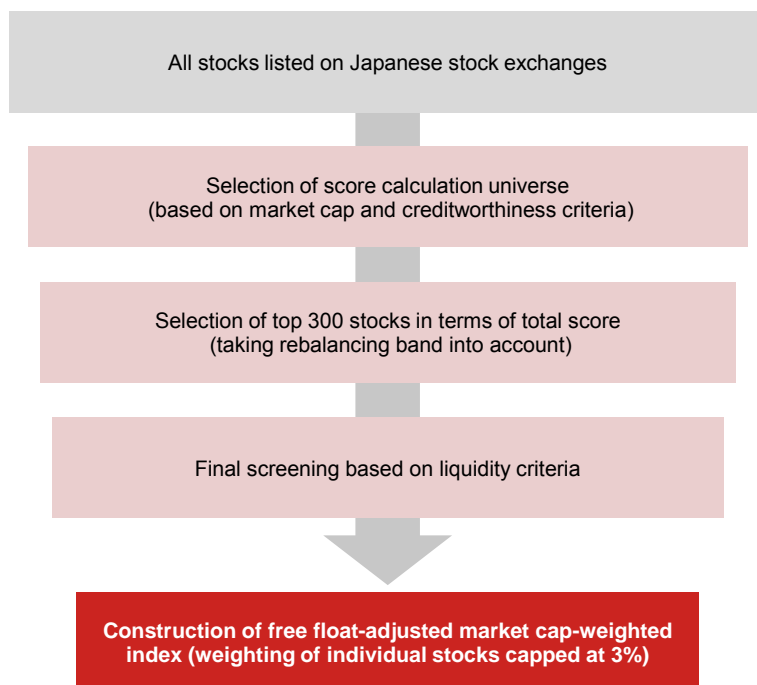 All stocks listed on Japanese stock exchanges
Selection of score calculation universe
(based on market cap and creditworthiness criteria)
Selection of top 300 stocks in terms of total score
(taking rebalancing band into account)
Final screening based on liquidity criteria
Construction of free float-adjusted market cap-weighted
index (weighting of individual stocks capped at 3%)